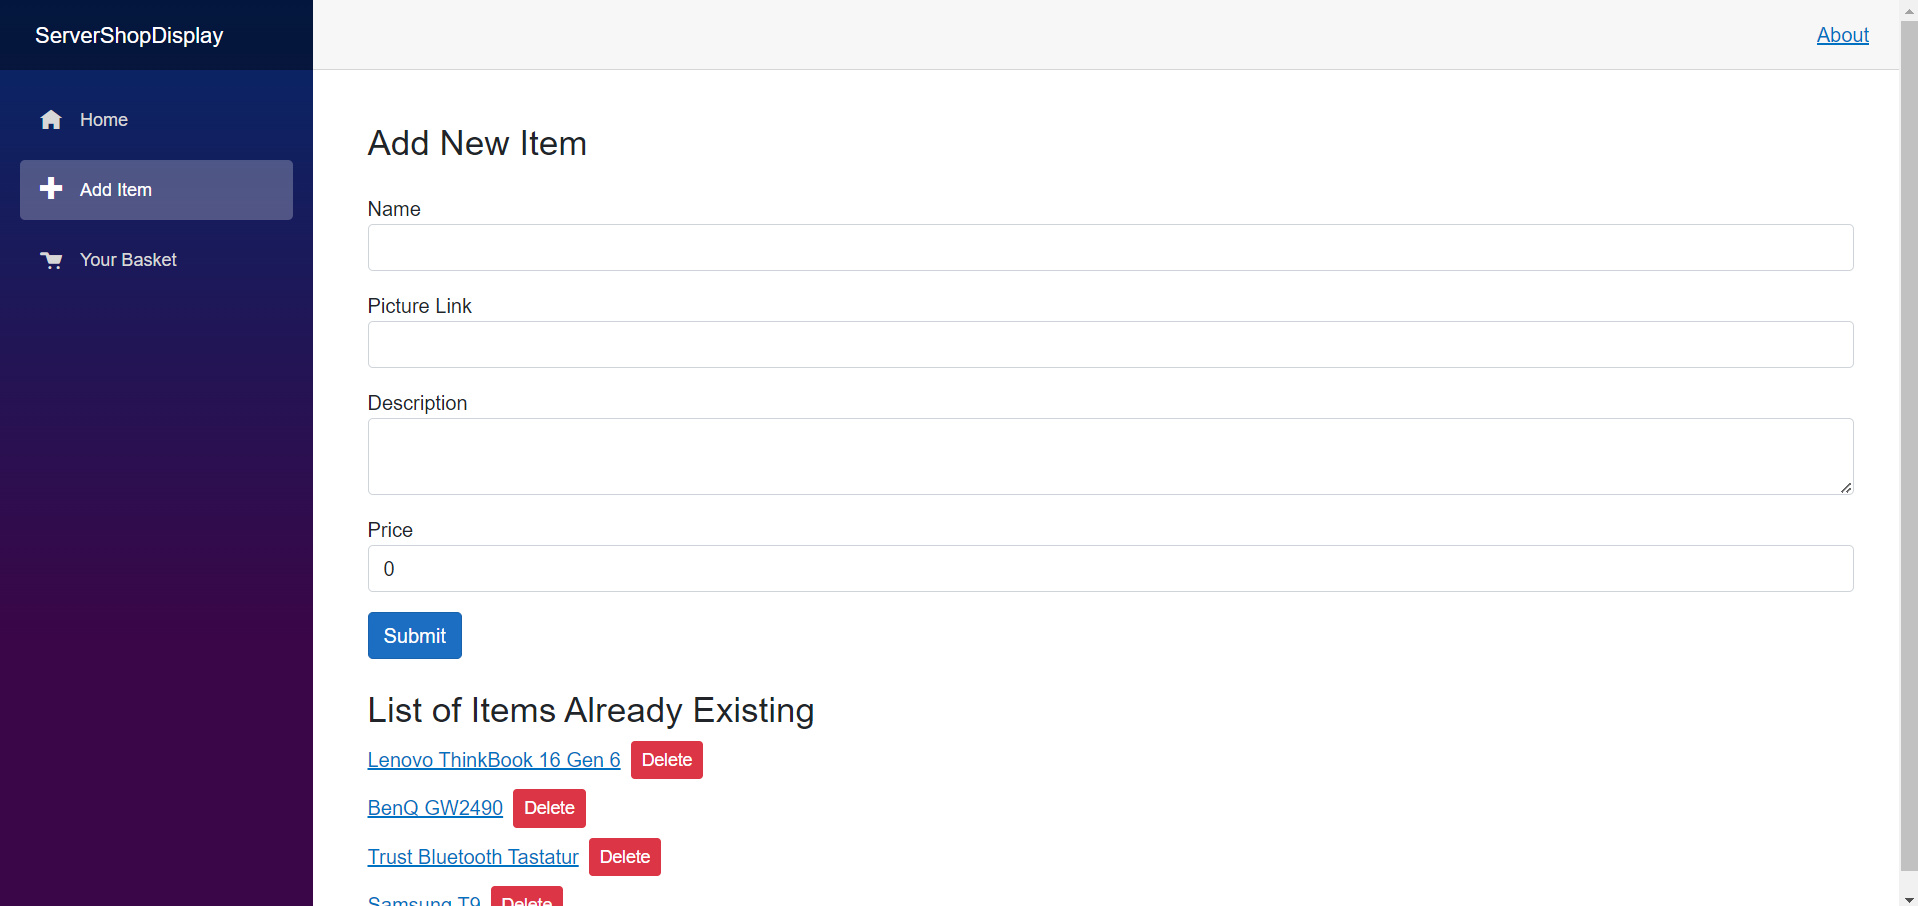 ServerShopDisplay
About
Home
Add Item
Your Basket
Add New Item
Name
Picture Link
Description
Price
0
Submit
List of Items Already Existing
Lenovo ThinkBook 16 Gen 6 Delete
BenQ GW2490 Delete
Trust Bluetooth Tastatur Delete
Samsung T9 Delete